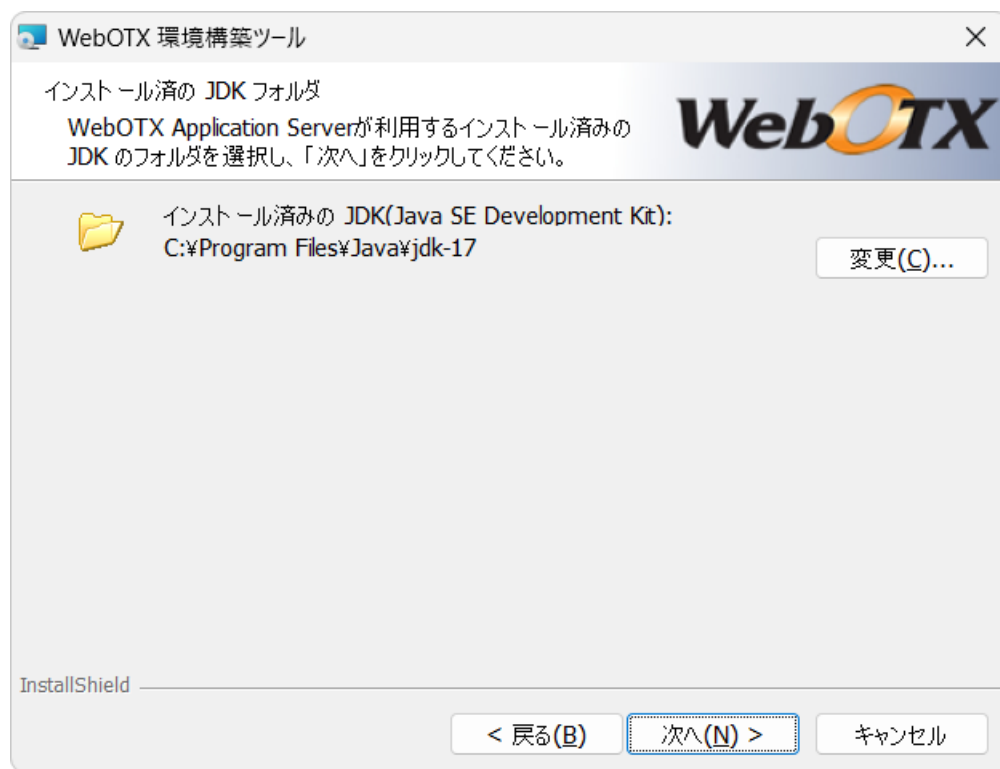 WebOTX 環境構築ツール
インストール済の JDK フォルダ
WebOTX Application Serverが利用するインストール済みの
JDK のフォルダを選択し、「次へ」をクリックしてください。
WebOTX
インストール済みの JDK(Java SE Development Kit):
C:¥Program Files¥Java¥jdk-17
変更(C)...
InstallShield
< 戻る(B)
次へ(N) >
キャンセル